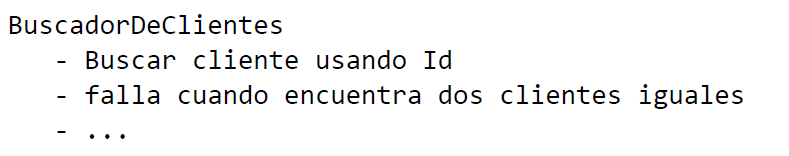 BuscadorDeClientes
- Buscar cliente usando Id
- falla cuando encuentra dos clientes iguales
- ...